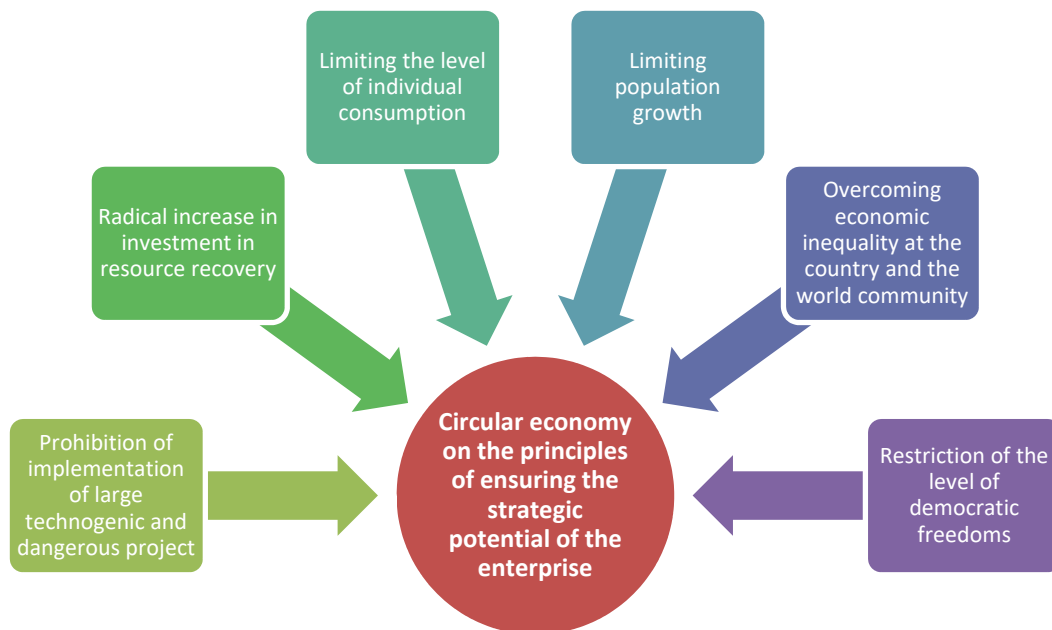 Limiting the level
of individual
consumption
Limiting
population
growth
Radical increase in
investment in
resource recovery
Overcoming
economic
inequality at the
country and the
world community
Prohibition of
implementation
of large
technogenic and
dangerous project
Circular economy
on the principles
of ensuring the
strategic
potential of the
enterprise
Restriction of the
level of
democratic
freedoms